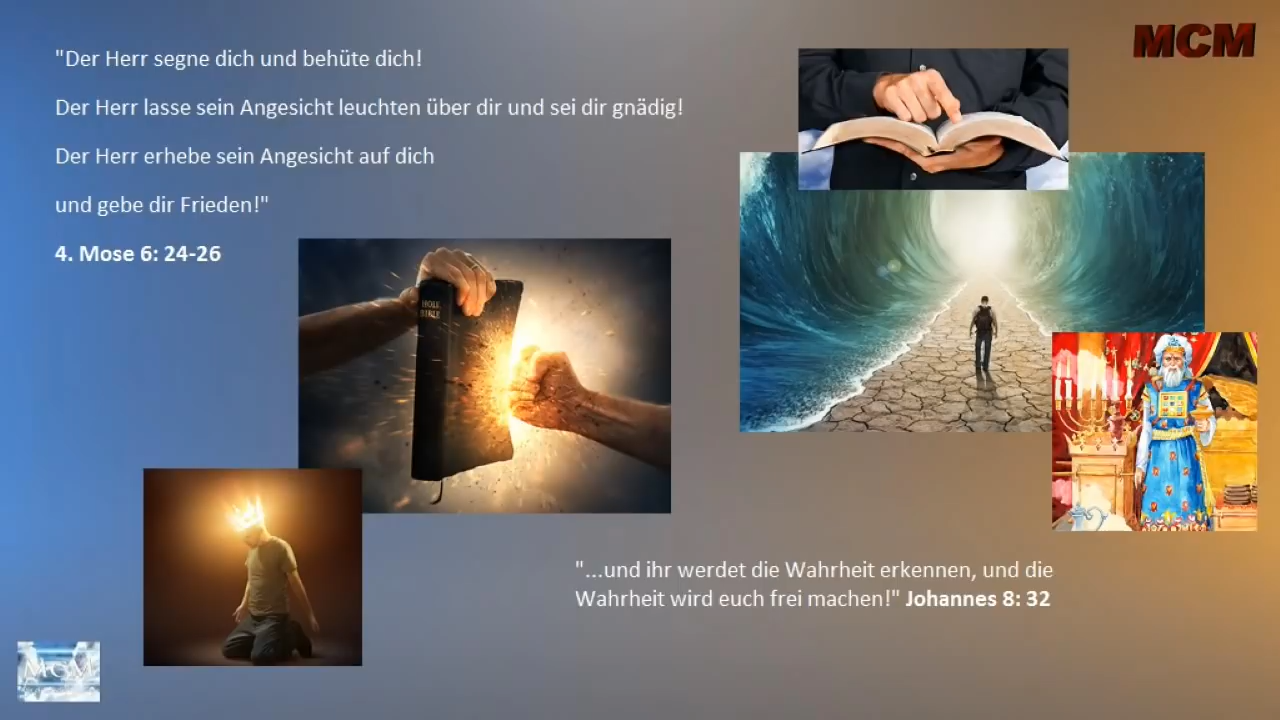 "Der Herr segne dich und behüte dich!
Der Herr lasse sein Angesicht leuchten über dir und sei dir gnädig!
Der Herr erhebe sein Angesicht auf dich
und gebe dir Frieden!"
4. Mose 6: 24-26
MCM
HOLE
BIBLE
"...und ihr werdet die Wahrheit erkennen, und die
Wahrheit wird euch frei machen!" Johannes 8: 32
MCM